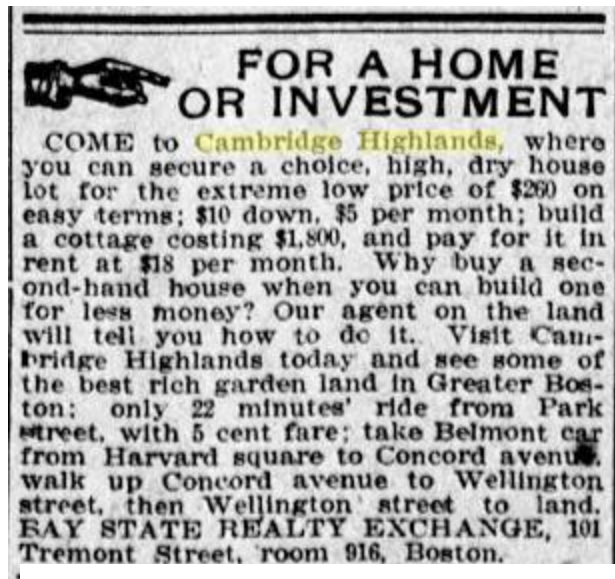 FOR A HOME
OR INVESTMENT
COME to Cambridge Highlands, where
you can secure a choice, high, dry house
lot for the extreme low price of $260 on
easy terms; $10 down, $5 per month; build
a cottage costing $1,800, and pay for it in
rent at $18 per month. Why buy a sec-
ond-hand house when you can build one
for less money? Our agent on the land
will tell you how to do it. Visit Cam-
bridge Highlands today and see some of
the best rich garden land in Greater Bos-
ton; only 22 minutes' ride from Park
street, with 5 cent fare; take Belmont car
from Harvard square to Concord avenue,
walk up Concord avenue to Wellington
street, then Wellington street to land.
BAY STATE REALTY EXCHANGE, 101
Tremont Street, room 916, Boston.